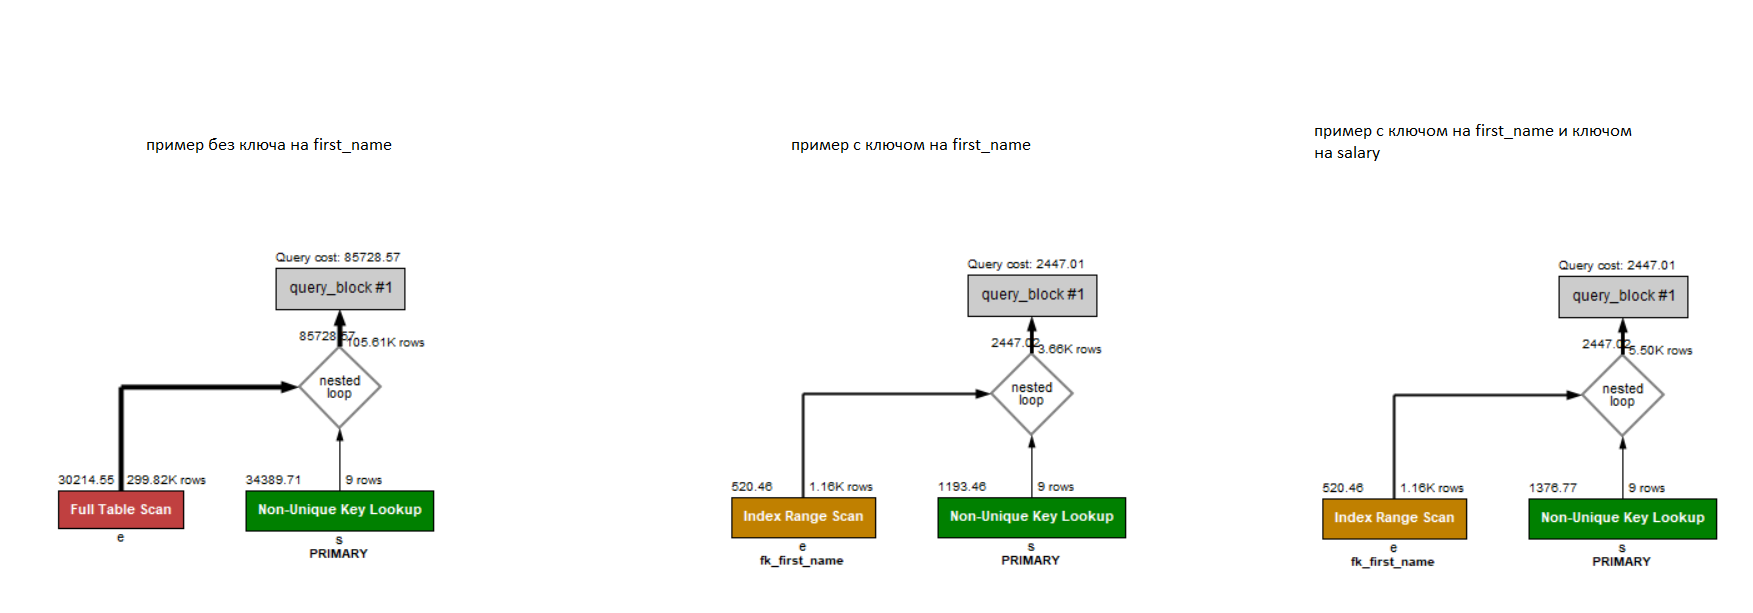 пример без ключа на first_name
Query cost: 85728.57
query_block #1
85728.57
105.61K rows
nested
loop
30214.55
299.82K rows
34389.71
9 rows
Full Table Scan
Non-Unique Key Lookup
e
s
PRIMARY
пример с ключом на first_name
Query cost: 2447.01
query_block #1
2447.02
3.66K rows
nested
loop
520.46
1.16K rows
1193.46
9 rows
Index Range Scan
Non-Unique Key Lookup
e
fk_first_name
s
PRIMARY
пример с ключом на first_name и ключом
на salary
Query cost: 2447.01
query_block #1
2447.02
5.50K rows
nested
loop
520.46
1.16K rows
1376.77
9 rows
Index Range Scan
Non-Unique Key Lookup
e
fk_first_name
s
PRIMARY